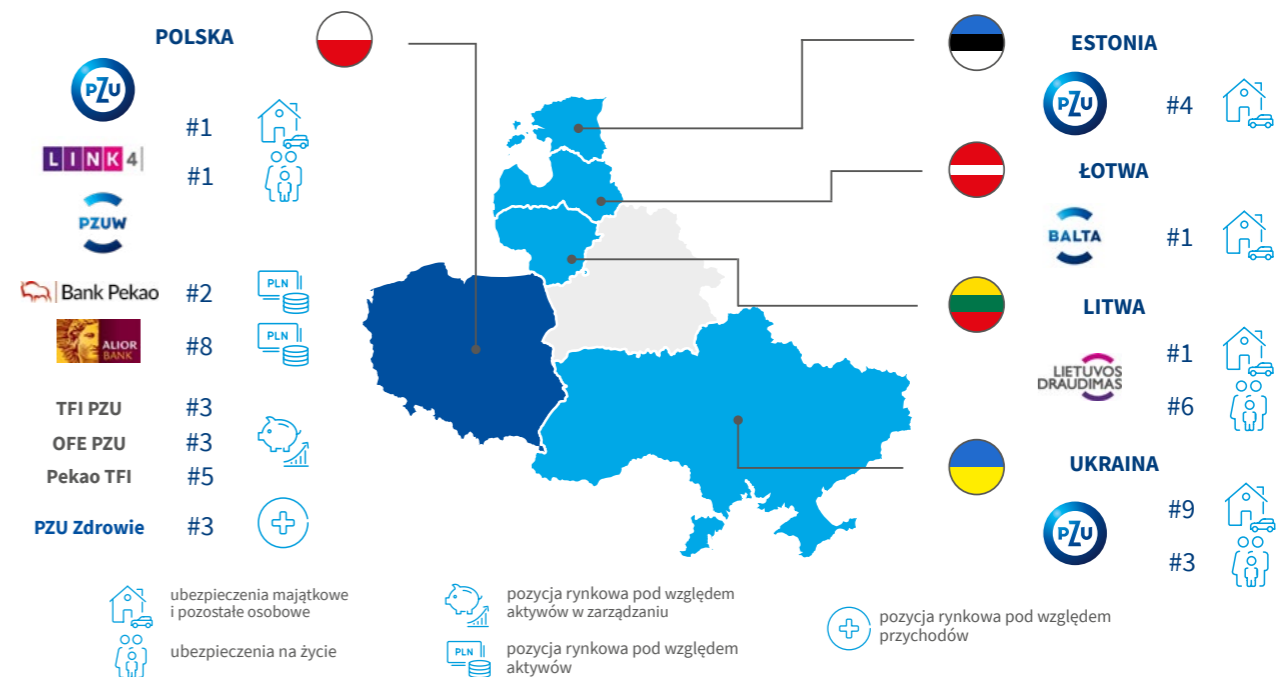 POLSKA
PZU
#1
LINK4
#1
PZUW
Bank Pekao
#2
PLN
ALIOR
BANK
#8
PLN
TFI PZU
#3
OFE PZU
#3
Pekao TFI
#5
PZU Zdrowie
#3
ESTONIA
PZU
#4
ŁOTWA
BALTA
#1
LITWA
LIETUVOS
DRAUDIMAS
#1
#6
UKRAINA
PZU
#9
#3
ubezpieczenia majątkowe
i pozostałe osobowe
ubezpieczenia na życie
pozycja rynkowa pod względem
aktywów w zarządzaniu
PLN
pozycja rynkowa pod względem
aktywów
pozycja rynkowa pod względem
przychodów